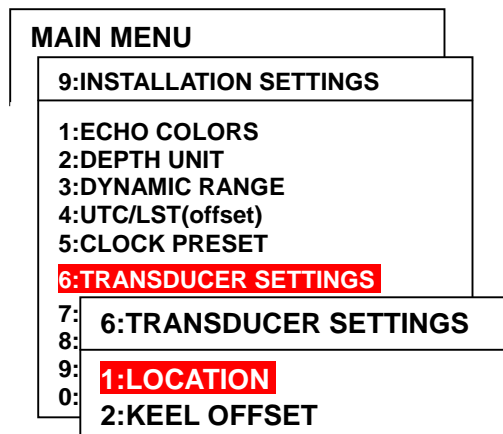 MAIN MENU
9:INSTALLATION SETTINGS
1:ECHO COLORS
2:DEPTH UNIT
3:DYNAMIC RANGE
4:UTC/LST(offset)
5:CLOCK PRESET
6:TRANSDUCER SETTINGS
7:
8:
9:
0:
6:TRANSDUCER SETTINGS
1:LOCATION
2:KEEL OFFSET